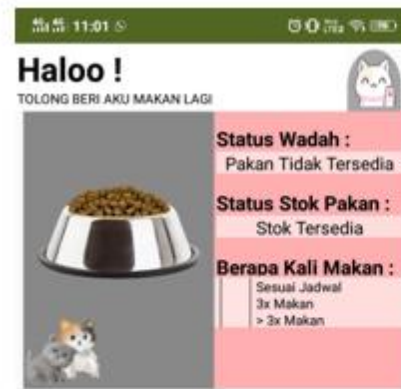 11:01
Haloo !
TOLONG BERI AKU MAKAN LAGI
Status Wadah :
Pakan Tidak Tersedia
Status Stok Pakan :
Stok Tersedia
Berapa Kali Makan :
Sesuai Jadwal
3x Makan
> 3x Makan